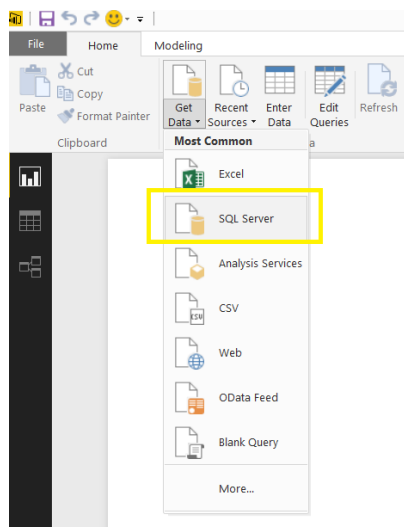 File Home Modeling
Paste
Cut
Copy
Format Painter
Clipboard
Get Data
Recent Sources
Enter Data
Edit Queries
Refresh
Most Common
a
Excel
SQL Server
Analysis Services
CSV
Web
OData Feed
Blank Query
More...